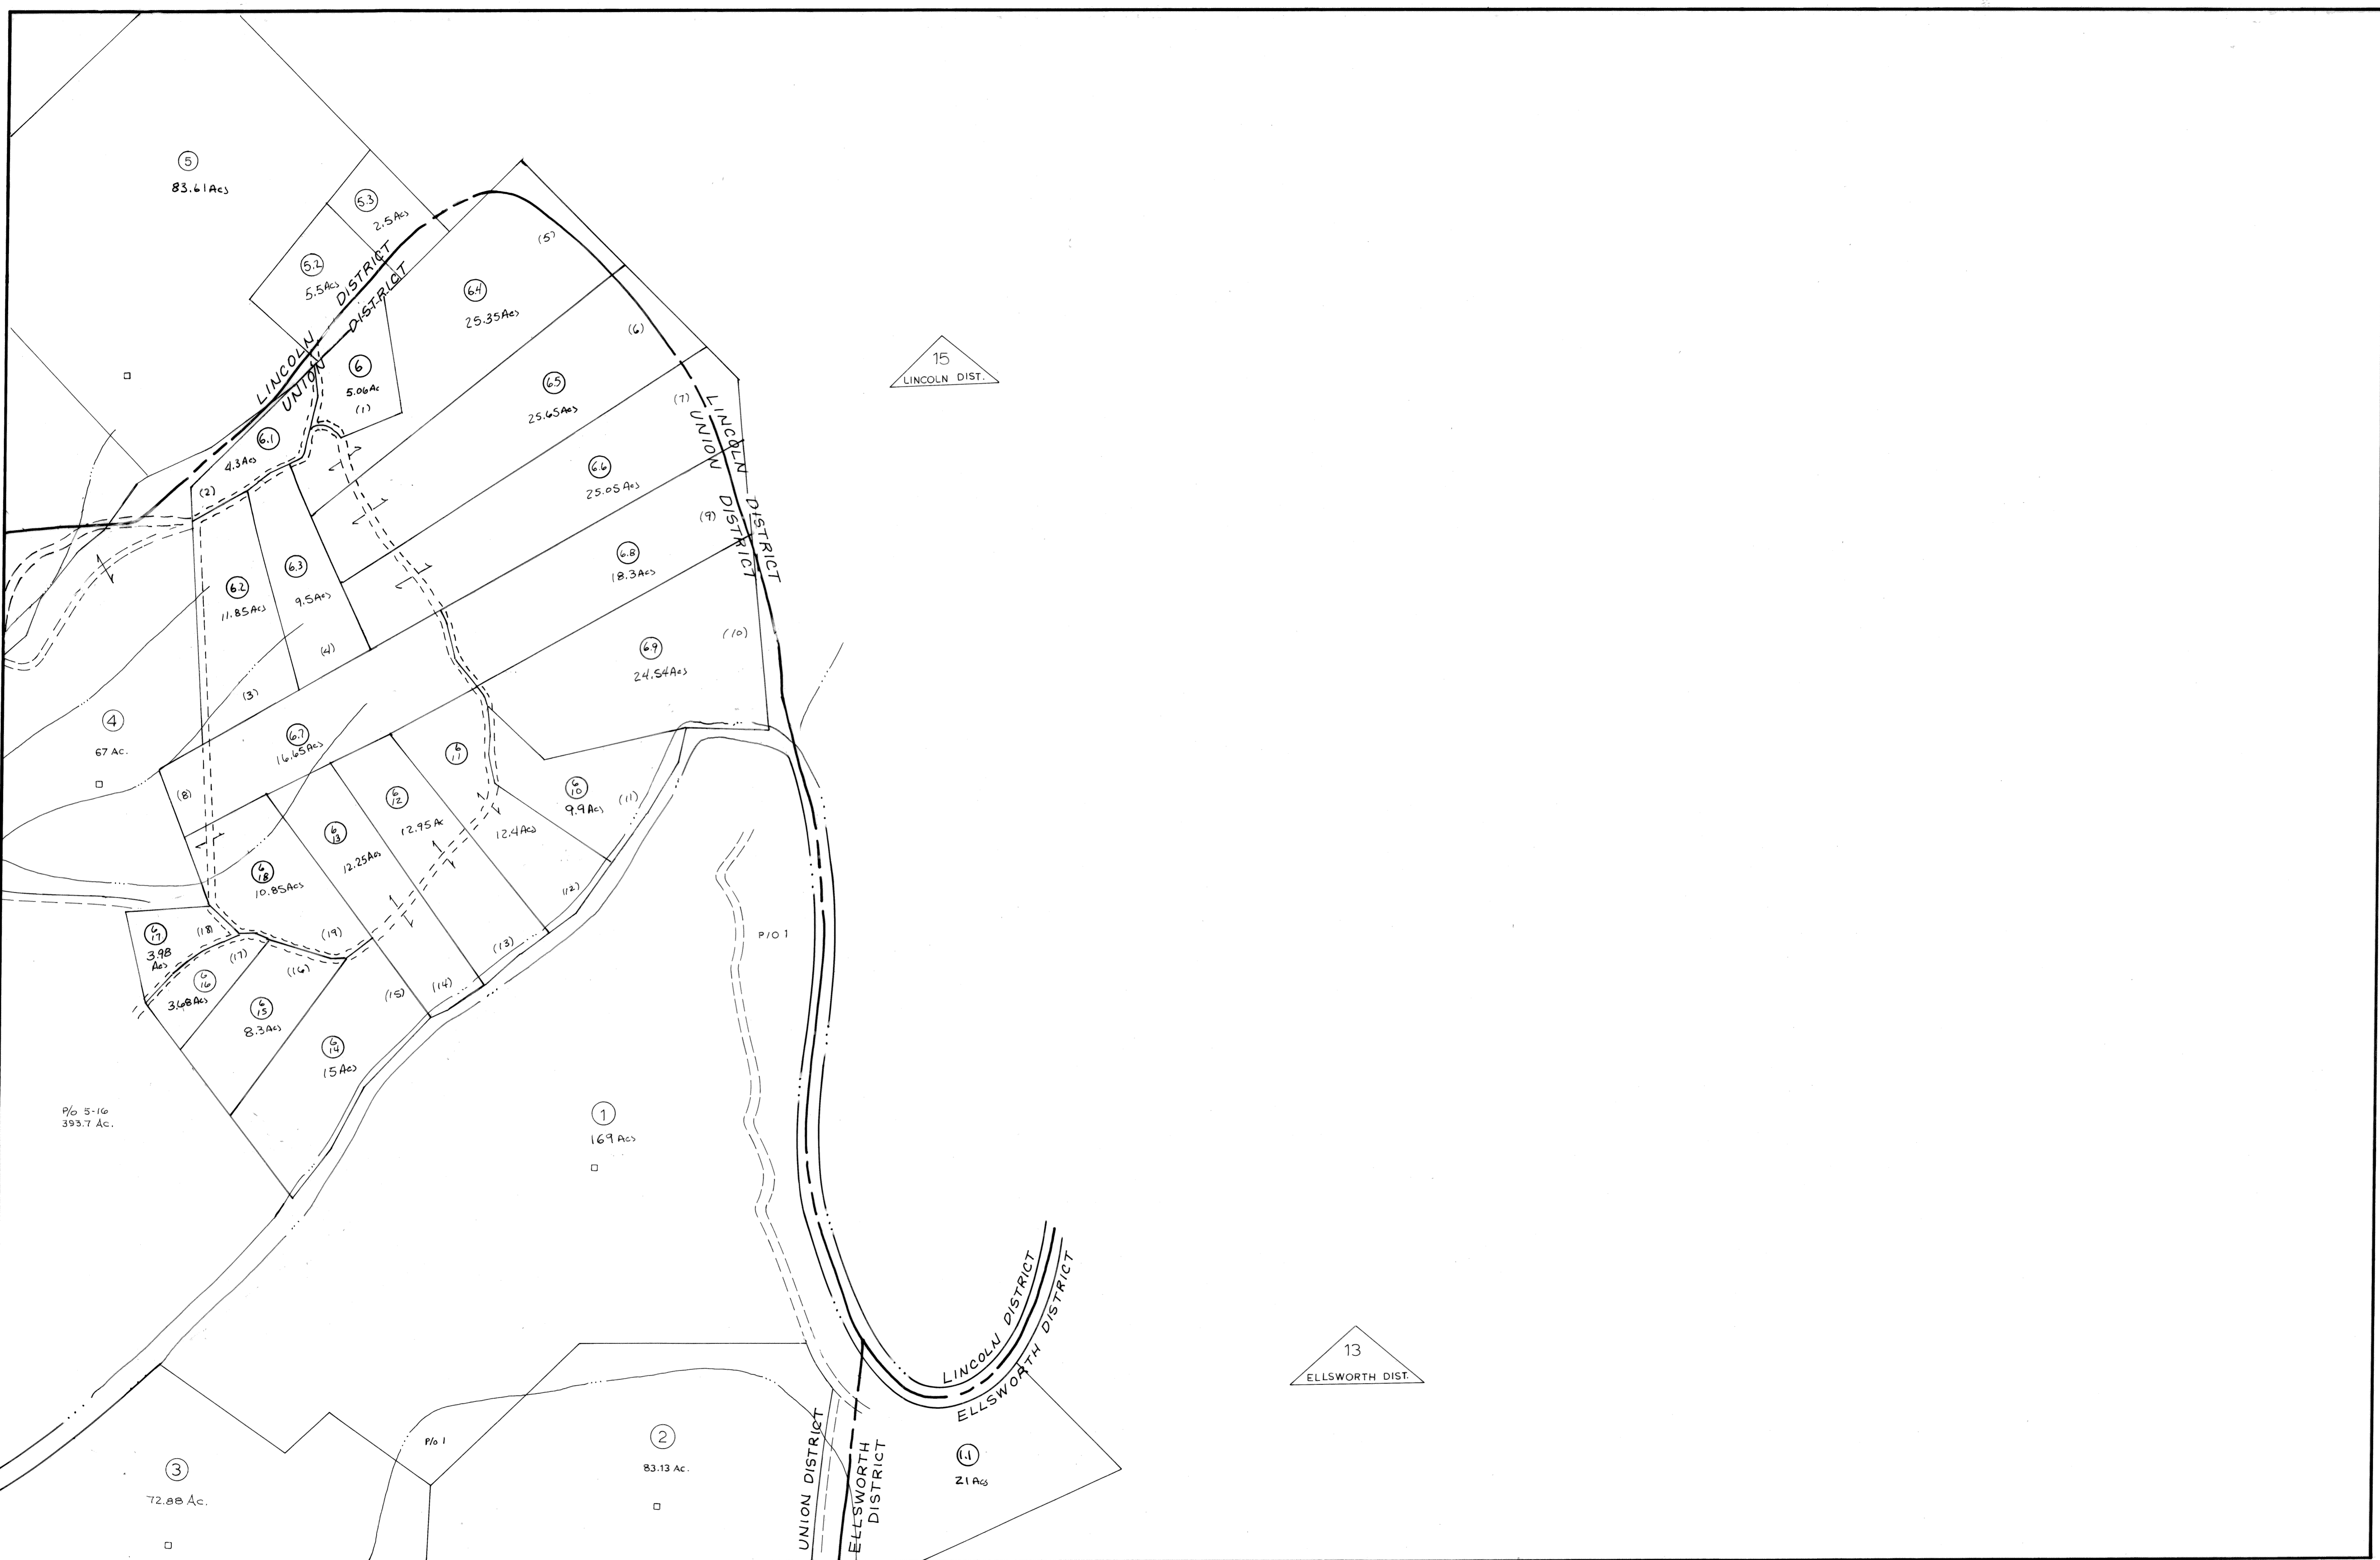 5
83.61 Acs
5.3
2.5 Acs
5.2
5.5 Acs
LINCOLN DISTRICT
UNION DISTRICT
(5)
6.4
25.35 Acs
(6)
6
5.06 Ac
(1)
6.5
25.65 Acs
(7)
15
LINCOLN DIST.
6.1
4.3 Acs
(2)
LINCOLN DISTRICT
UNION DISTRICT
6.6
25.05 Acs
(9)
6.2
11.85 Acs
(3)
6.3
9.5 Acs
(4)
6.8
18.3 Acs
(10)
6.9
24.54 Acs
4
67 Ac.
6.7
16.65 Acs
(8)
6
11
12.4 Acs
6
10
9.9 Acs
(11)
6
12
12.95 Ac
6
13
12.25 Acs
6
18
10.85 Acs
(12)
P/O 1
6
17
3.98
Acs
(18)
(19)
(13)
(17)
(16)
6
16
3.68 Acs
(15)
(14)
6
15
8.3 Acs
6
14
15 Acs
P/o 5-16
393.7 Ac.
1
169 Acs
LINCOLN DISTRICT
ELLSWORTH DISTRICT
13
ELLSWORTH DIST.
P/o 1
2
83.13 Ac.
UNION DISTRICT
ELLSWORTH
DISTRICT
1.1
21 Acs
3
72.88 Ac.